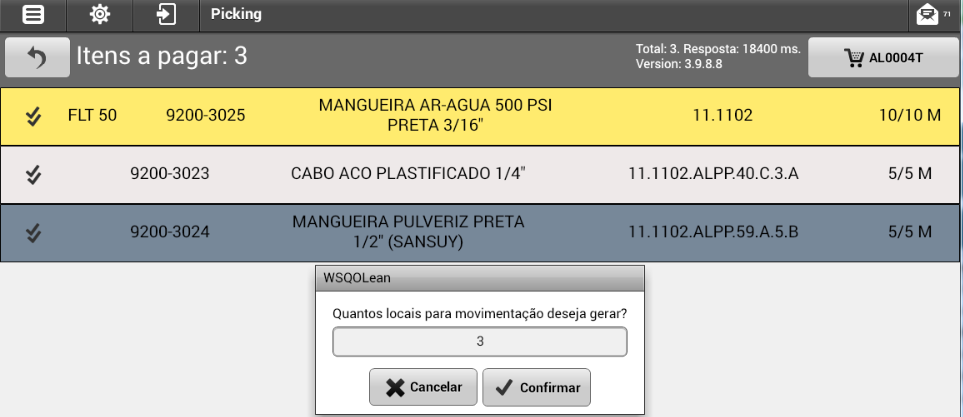 Picking
71
Itens a pagar: 3
Total: 3. Resposta: 18400 ms.
Version: 3.9.8.8
AL0004T
FLT 50 9200-3025 MANGUEIRA AR-AGUA 500 PSI
PRETA 3/16" 11.1102 10/10 M
9200-3023 CABO ACO PLASTIFICADO 1/4" 11.1102.ALPP.40.C.3.A 5/5 M
9200-3024 MANGUEIRA PULVERIZ PRETA
1/2" (SANSUY) 11.1102.ALPP.59.A.5.B 5/5 M
WSQOLean
Quantos locais para movimentação deseja gerar?
3
Cancelar Confirmar